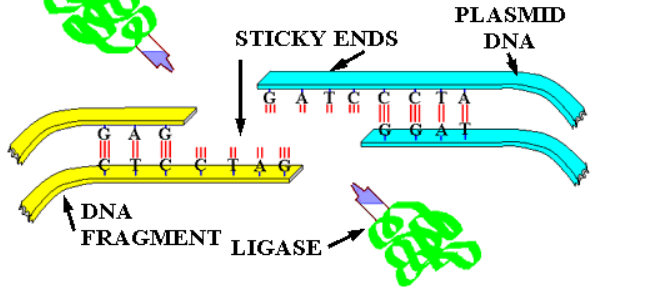 PLASMID
DNA
STICKY ENDS
G A T C C C T A
G G A T
G A G
C T C C T A G
DNA
FRAGMENT
LIGASE